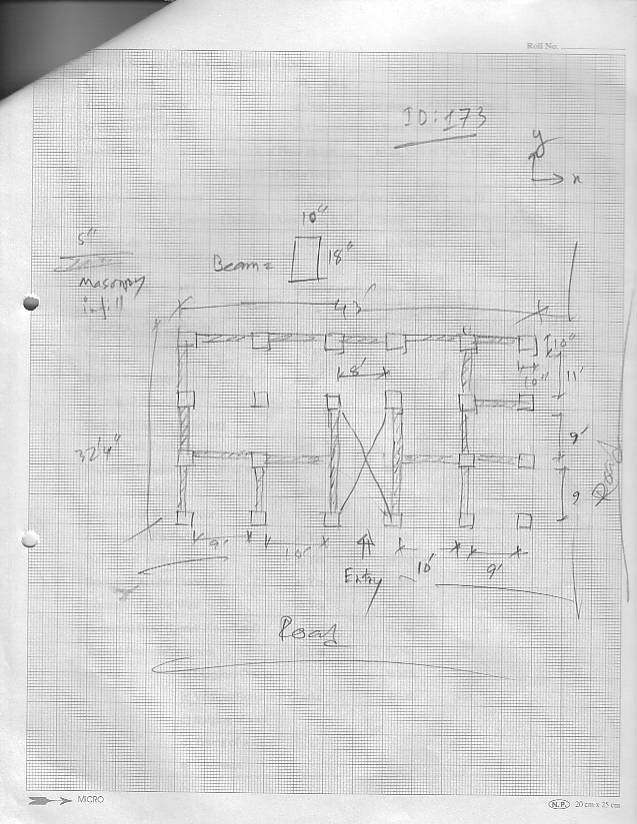 Roll No.
ID: 173
y
x
10"
5"
Beam =
18"
Masonry
infill
43'
10"
8'
10"
11'
9'
32'4"
Road
9
9'
10'
10'
9'
Entry
Road
MICRO
N.P. 20 cm x 25 cm